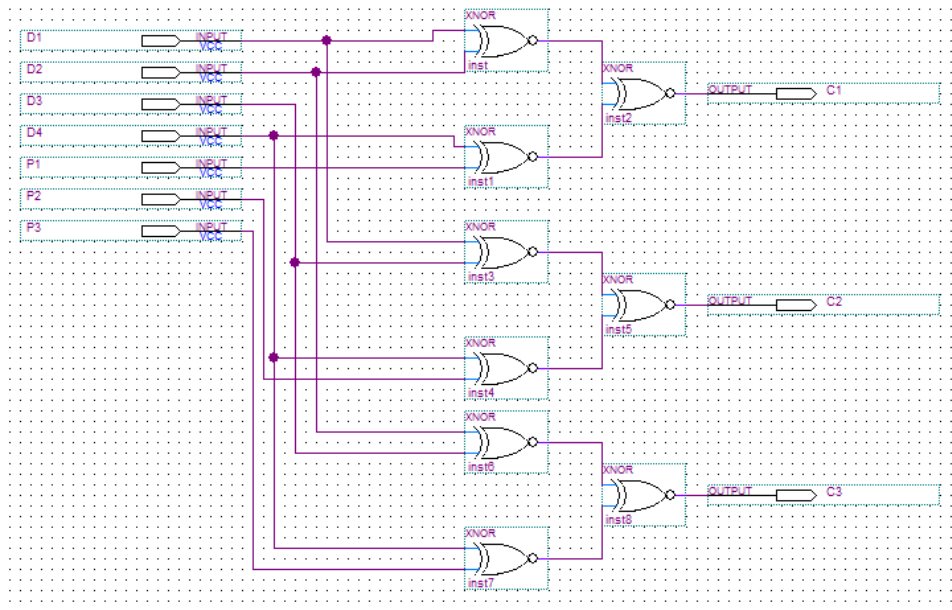 XNOR
D1 INPUT
VCC
inst
D2 INPUT
VCC
XNOR
D3 INPUT
VCC
OUTPUT C1
inst2
XNOR
D4 INPUT
VCC
P1 INPUT
VCC
inst1
P2 INPUT
VCC
P3 INPUT
VCC
XNOR
inst3
XNOR
OUTPUT C2
inst5
XNOR
inst4
XNOR
inst6
XNOR
OUTPUT C3
inst8
XNOR
inst7